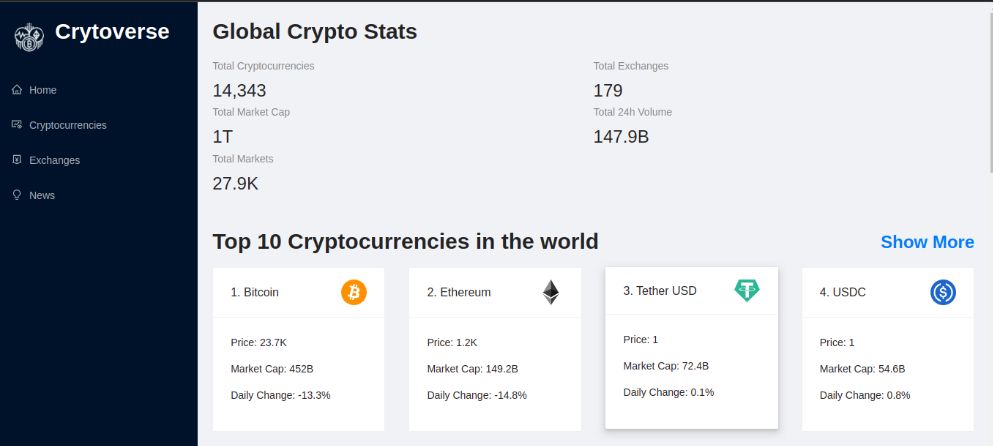 Crytoverse
Home
Cryptocurrencies
Exchanges
News
Global Crypto Stats
Total Cryptocurrencies
14,343
Total Exchanges
179
Total Market Cap
1T
Total 24h Volume
147.9B
Total Markets
27.9K
Top 10 Cryptocurrencies in the world
Show More
1. Bitcoin
Price: 23.7K
Market Cap: 452B
Daily Change: -13.3%
2. Ethereum
Price: 1.2K
Market Cap: 149.2B
Daily Change: -14.8%
3. Tether USD
Price: 1
Market Cap: 72.4B
Daily Change: 0.1%
4. USDC
Price: 1
Market Cap: 54.6B
Daily Change: 0.8%